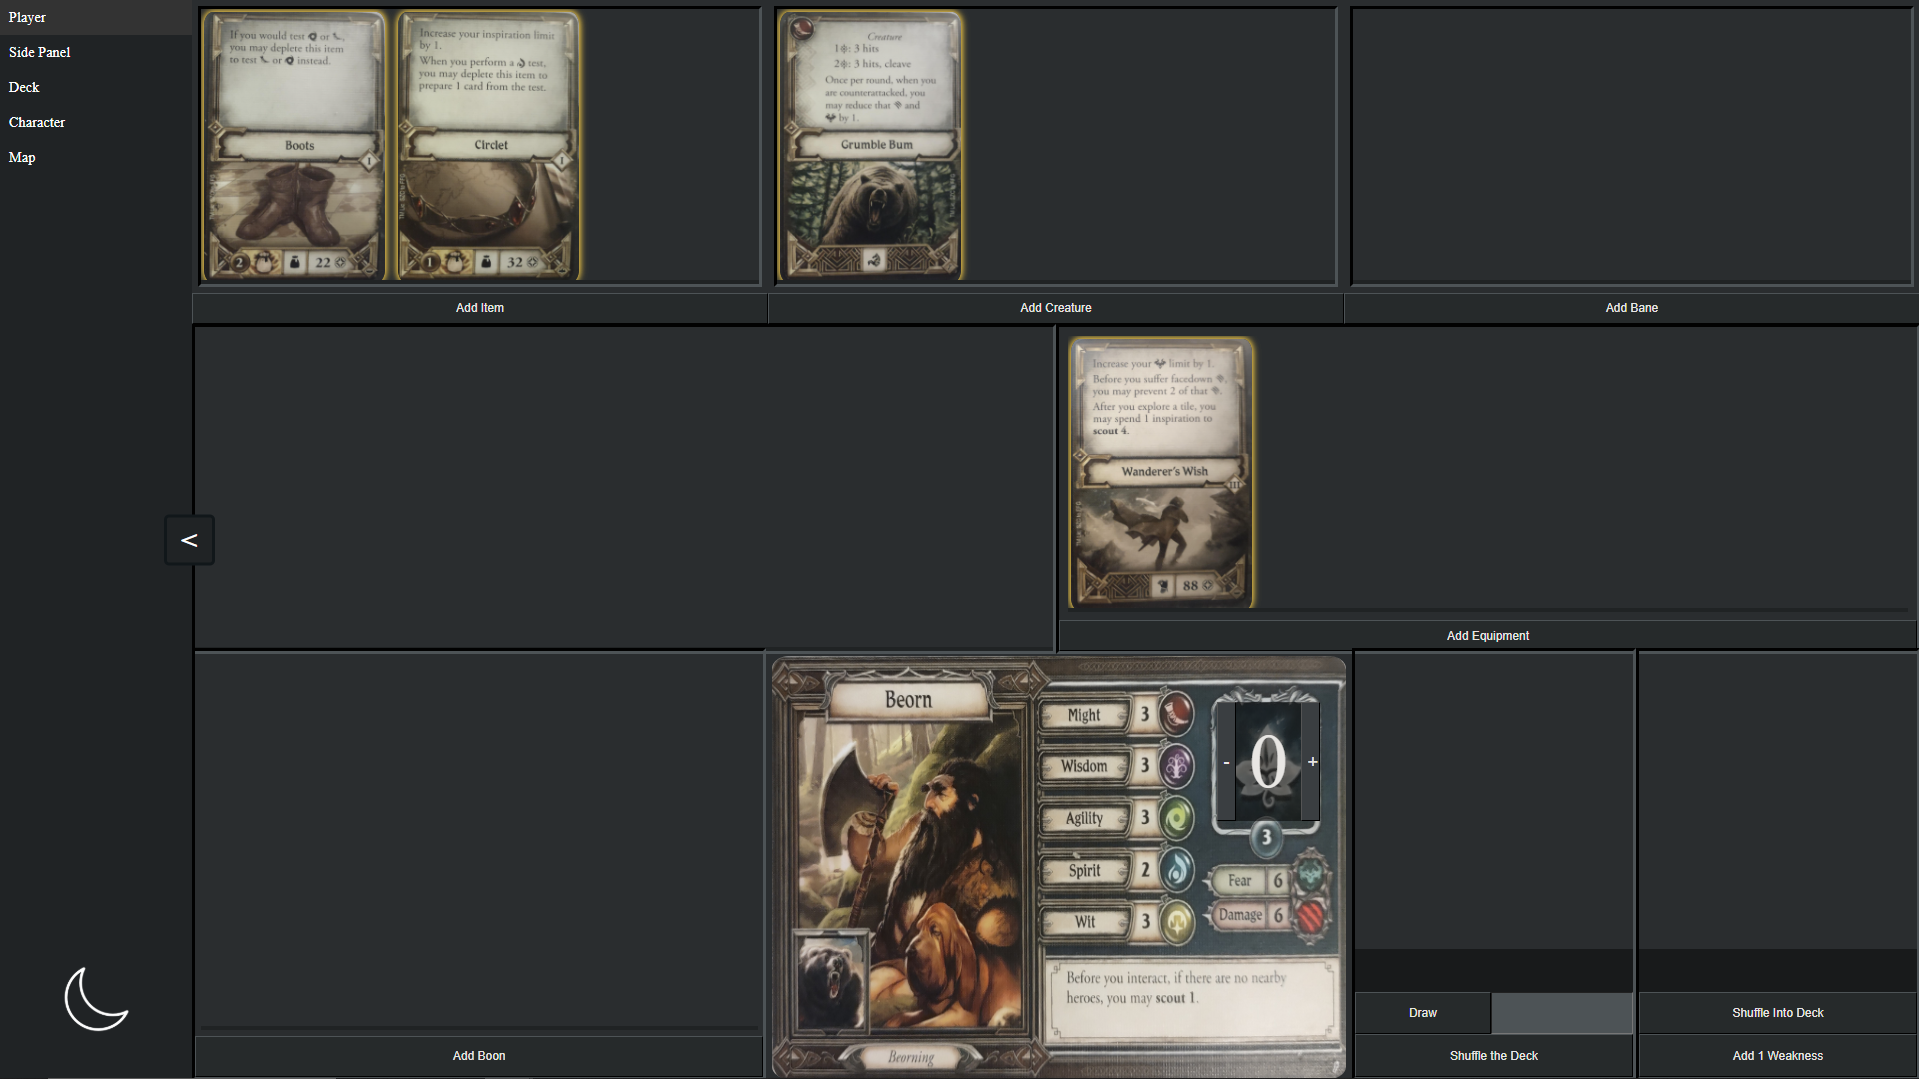 Player
Side Panel
Deck
Character
Map
If you would test or
you may deplete this item
to test or instead.
Boots
I
2
22
Increase your inspiration limit
by 1.
When you perform a test,
you may deplete this item to
prepare 1 card from the test.
Circlet
I
1
32
Creature
1 : 3 hits
2 : 3 hits, cleave
Once per round, when you
are counterattacked, you
may reduce that and
by 1.
Grumble Bum
Add Item
Add Creature
Add Bane
<
Increase your limit by 1.
Before you suffer facedown ,
you may prevent 2 of that .
After you explore a tile, you
may spend 1 inspiration to
scout 4.
Wanderer's Wish
III
88
Add Equipment
Beorn
Might 3
Wisdom 3
Agility 3
Spirit 2
Wit 3
- 0 +
3
Fear 6
Damage 6
Before you interact, if there are no nearby
heroes, you may scout 1.
Beorning
Add Boon
Draw
Shuffle the Deck
Shuffle Into Deck
Add 1 Weakness